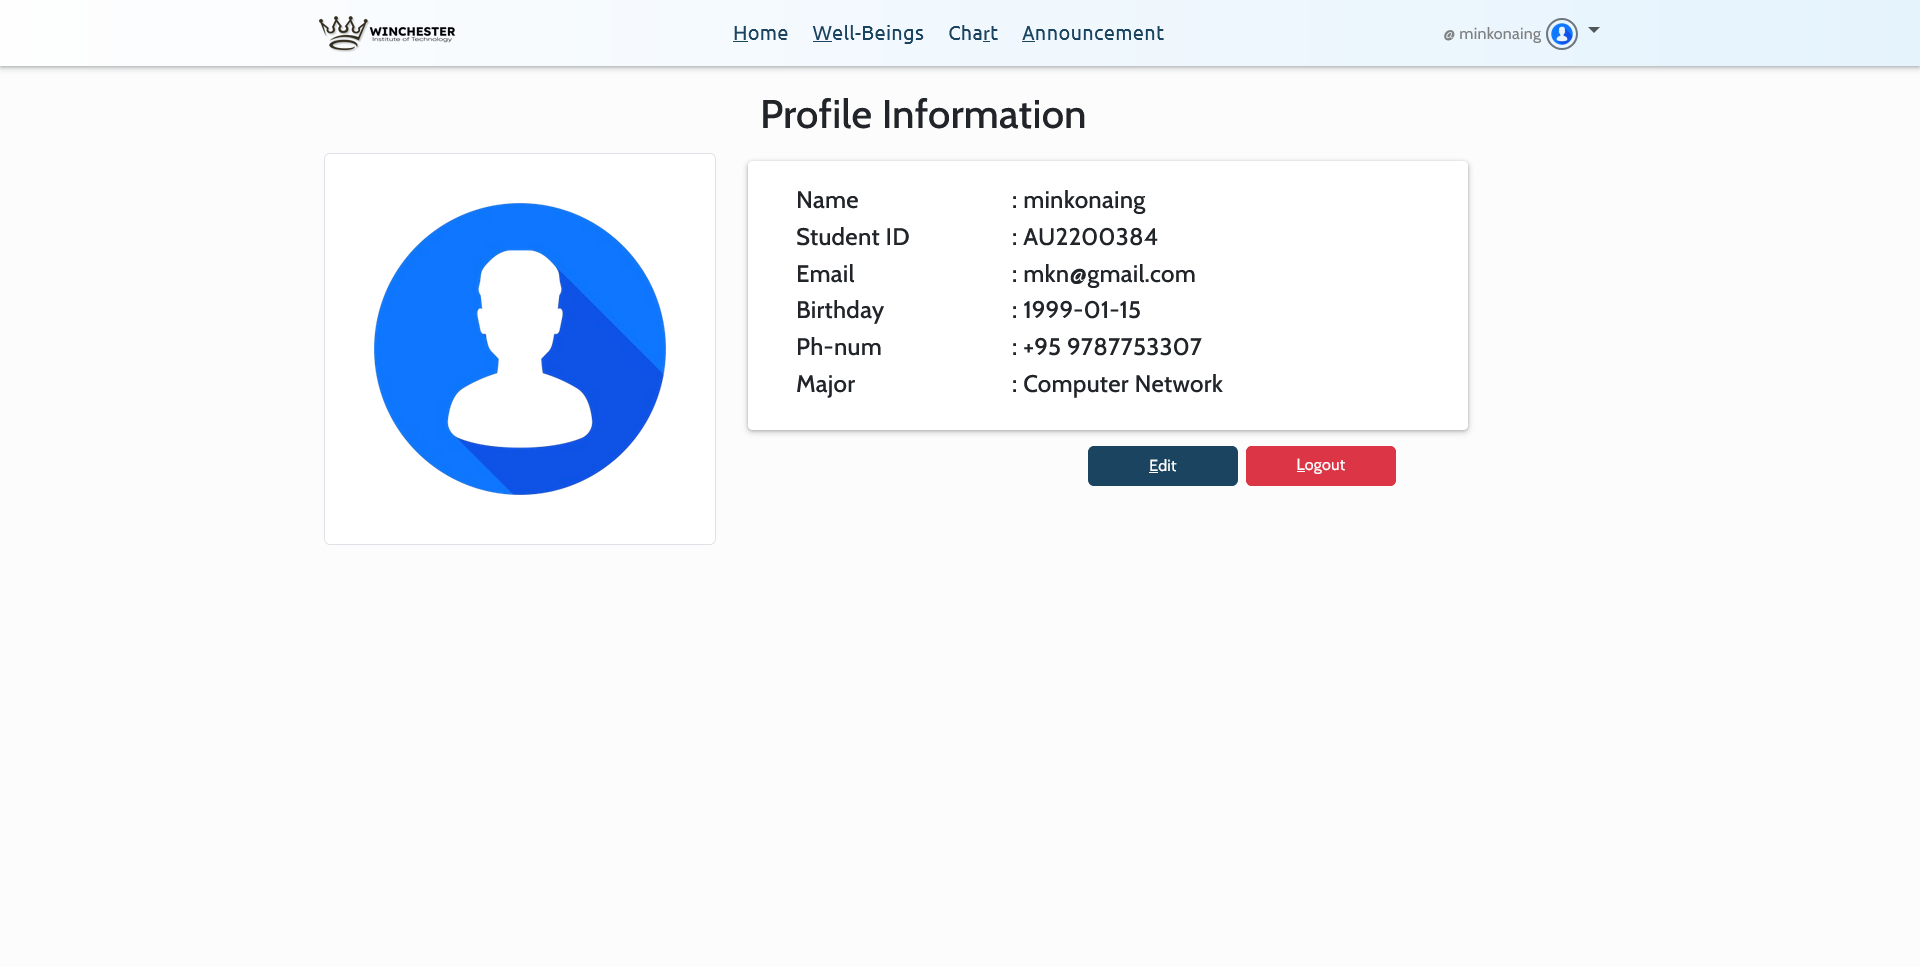 WINCHESTER
Institute of Technology
Home Well-Beings Chart Announcement
@ minkonaing
Profile Information
Name : minkonaing
Student ID : AU2200384
Email : mkn@gmail.com
Birthday : 1999-01-15
Ph-num : +95 9787753307
Major : Computer Network
Edit Logout